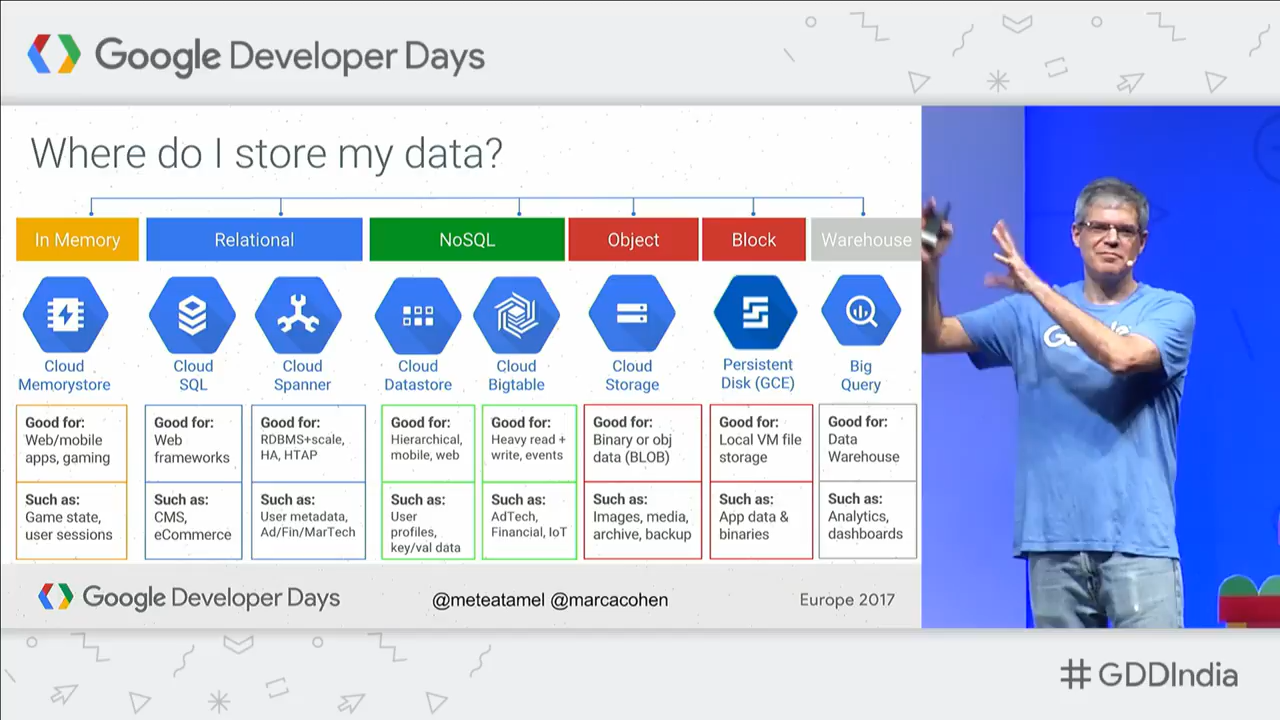 Google Developer Days
Where do I store my data?
In Memory
Relational
NoSQL
Object
Block
Warehouse
Cloud
Memorystore
Cloud
SQL
Cloud
Spanner
Cloud
Datastore
Cloud
Bigtable
Cloud
Storage
Persistent
Disk (GCE)
Big
Query
Good for:
Web/mobile
apps, gaming
Good for:
Web
frameworks
Good for:
RDBMS+scale,
HA, HTAP
Good for:
Hierarchical,
mobile, web
Good for:
Heavy read +
write, events
Good for:
Binary or obj
data (BLOB)
Good for:
Local VM file
storage
Good for:
Data
Warehouse
Such as:
Game state,
user sessions
Such as:
CMS,
eCommerce
Such as:
User metadata,
Ad/Fin/MarTech
Such as:
User
profiles,
key/val data
Such as:
AdTech,
Financial, IoT
Such as:
Images, media,
archive, backup
Such as:
App data &
binaries
Such as:
Analytics,
dashboards
Google Developer Days
@meteatamel @marcacohen
Europe 2017
#GDDIndia